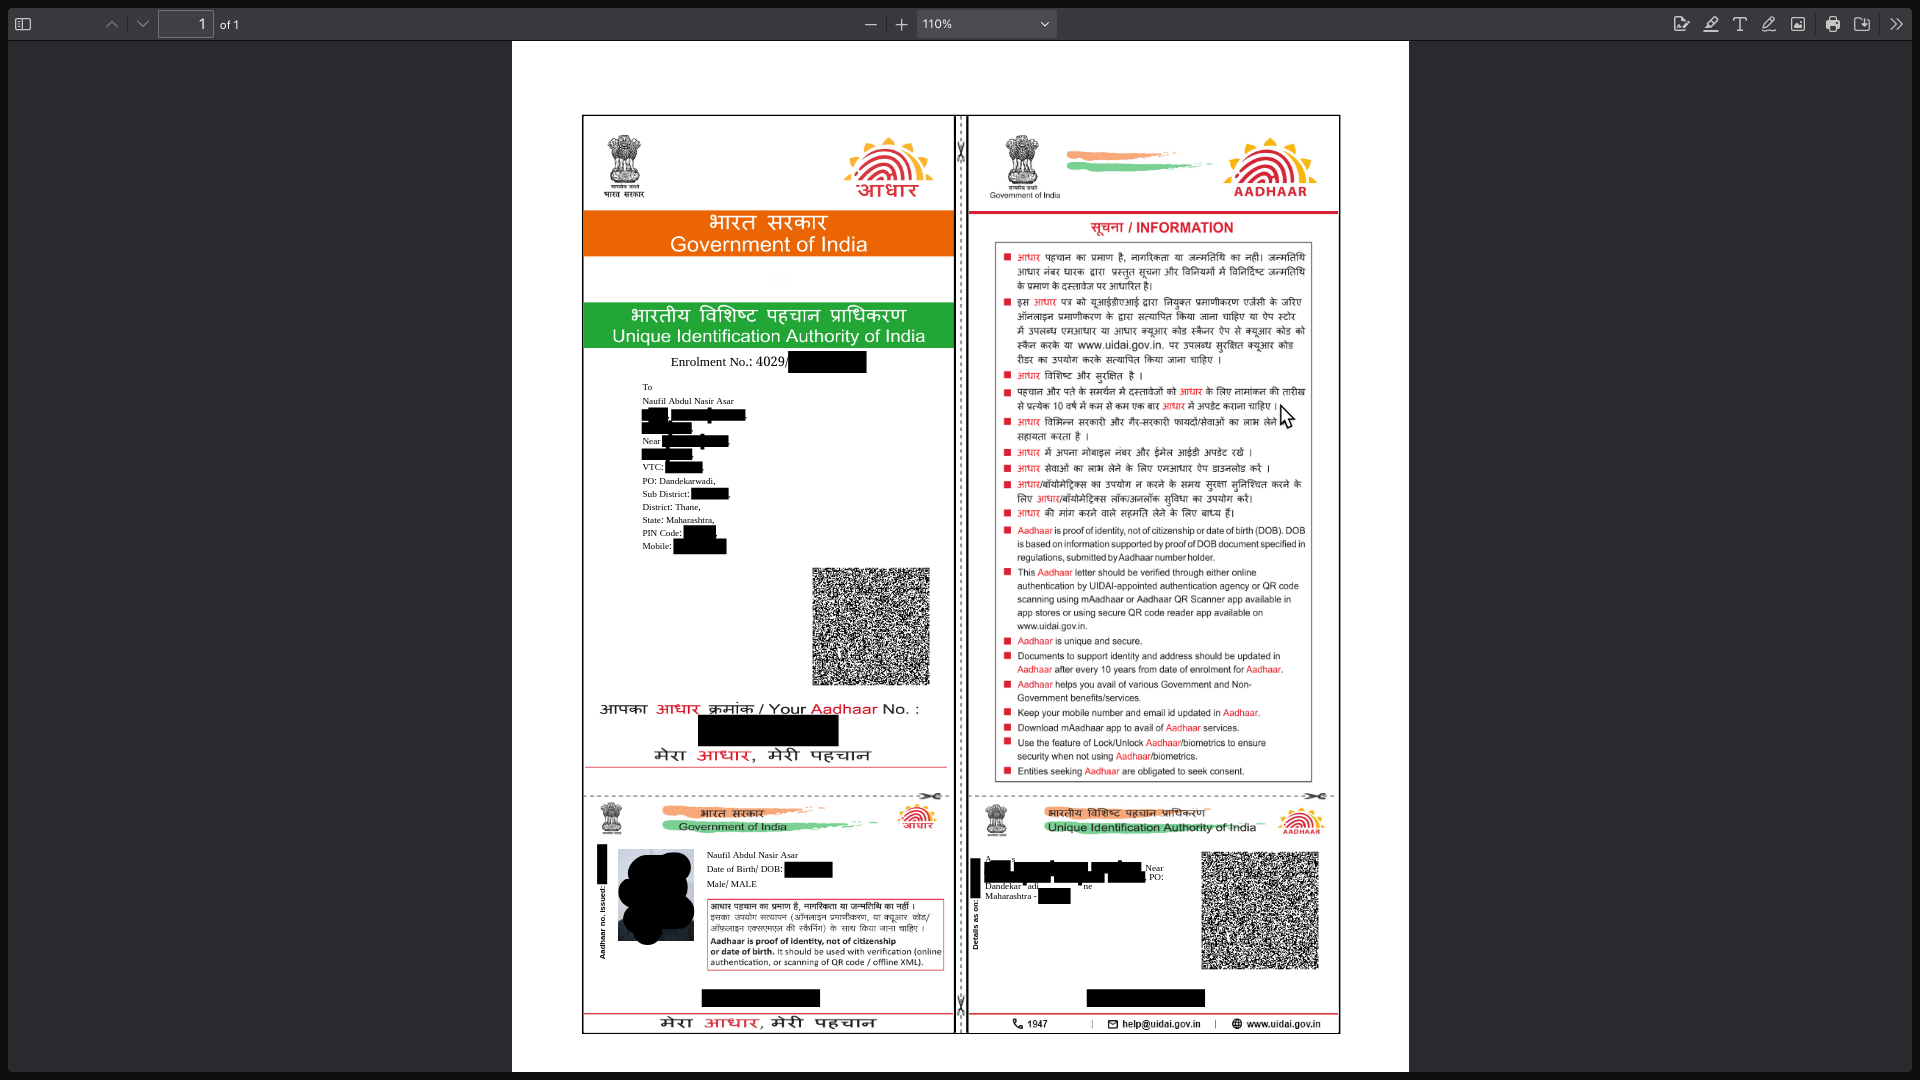 1 of 1
110%
सत्यमेव जयते
भारत सरकार
आधार
भारत सरकार
Government of India
भारतीय विशिष्ट पहचान प्राधिकरण
Unique Identification Authority of India
Enrolment No.: 4029/
To
Naufil Abdul Nasir Asar
Near
VTC:
PO: Dandekarwadi,
Sub District:
District: Thane,
State: Maharashtra,
PIN Code:
Mobile:
आपका आधार क्रमांक / Your Aadhaar No. :
मेरा आधार, मेरी पहचान
सत्यमेव जयते
Government of India
AADHAAR
सूचना / INFORMATION
आधार पहचान का प्रमाण है, नागरिकता या जन्मतिथि का नहीं। जन्मतिथि
आधार नंबर धारक द्वारा प्रस्तुत सूचना और विनियमों में विनिर्दिष्ट जन्मतिथि
के प्रमाण के दस्तावेज पर आधारित है।
इस आधार पत्र को यूआईडीएआई द्वारा नियुक्त प्रमाणीकरण एजेंसी के जरिए
ऑनलाइन प्रमाणीकरण के द्वारा सत्यापित किया जाना चाहिए या ऐप स्टोर
में उपलब्ध एमआधार या आधार क्यूआर कोड स्कैनर ऐप से क्यूआर कोड को
स्कैन करके या www.uidai.gov.in. पर उपलब्ध सुरक्षित क्यूआर कोड
रीडर का उपयोग करके सत्यापित किया जाना चाहिए ।
आधार विशिष्ट और सुरक्षित है ।
पहचान और पते के समर्थन में दस्तावेजों को आधार के लिए नामांकन की तारीख
से प्रत्येक 10 वर्ष में कम से कम एक बार आधार में अपडेट कराना चाहिए ।
आधार विभिन्न सरकारी और गैर-सरकारी फायदों/सेवाओं का लाभ लेने
सहायता करता है ।
आधार में अपना मोबाइल नंबर और ईमेल आईडी अपडेट रखें ।
आधार सेवाओं का लाभ लेने के लिए एमआधार ऐप डाउनलोड करें ।
आधार/बॉयोमेट्रिक्स का उपयोग न करने के समय सुरक्षा सुनिश्चित करने के
लिए आधार/बॉयोमेट्रिक्स लॉक/अनलॉक सुविधा का उपयोग करें।
आधार की मांग करने वाले सहमति लेने के लिए बाध्य हैं।
Aadhaar is proof of identity, not of citizenship or date of birth (DOB). DOB
is based on information supported by proof of DOB document specified in
regulations, submitted by Aadhaar number holder.
This Aadhaar letter should be verified through either online
authentication by UIDAI-appointed authentication agency or QR code
scanning using mAadhaar or Aadhaar QR Scanner app available in
app stores or using secure QR code reader app available on
www.uidai.gov.in.
Aadhaar is unique and secure.
Documents to support identity and address should be updated in
Aadhaar after every 10 years from date of enrolment for Aadhaar.
Aadhaar helps you avail of various Government and Non-
Government benefits/services.
Keep your mobile number and email id updated in Aadhaar.
Download mAadhaar app to avail of Aadhaar services.
Use the feature of Lock/Unlock Aadhaar/biometrics to ensure
security when not using Aadhaar/biometrics.
Entities seeking Aadhaar are obligated to seek consent.
भारत सरकार
Government of India
आधार
Aadhaar no. issued:
Naufil Abdul Nasir Asar
Date of Birth/ DOB:
Male/ MALE
आधार पहचान का प्रमाण है, नागरिकता या जन्मतिथि का नहीं ।
इसका उपयोग सत्यापन (ऑनलाइन प्रमाणीकरण, या क्यूआर कोड/
ऑफ़लाइन एक्सएमएल की स्कैनिंग) के साथ किया जाना चाहिए ।
Aadhaar is proof of identity, not of citizenship
or date of birth. It should be used with verification (online
authentication, or scanning of QR code / offline XML).
मेरा आधार, मेरी पहचान
भारतीय विशिष्ट पहचान प्राधिकरण
Unique Identification Authority of India
AADHAAR
Details as on:
Near
PO:
Maharashtra -
1947
help@uidai.gov.in
www.uidai.gov.in